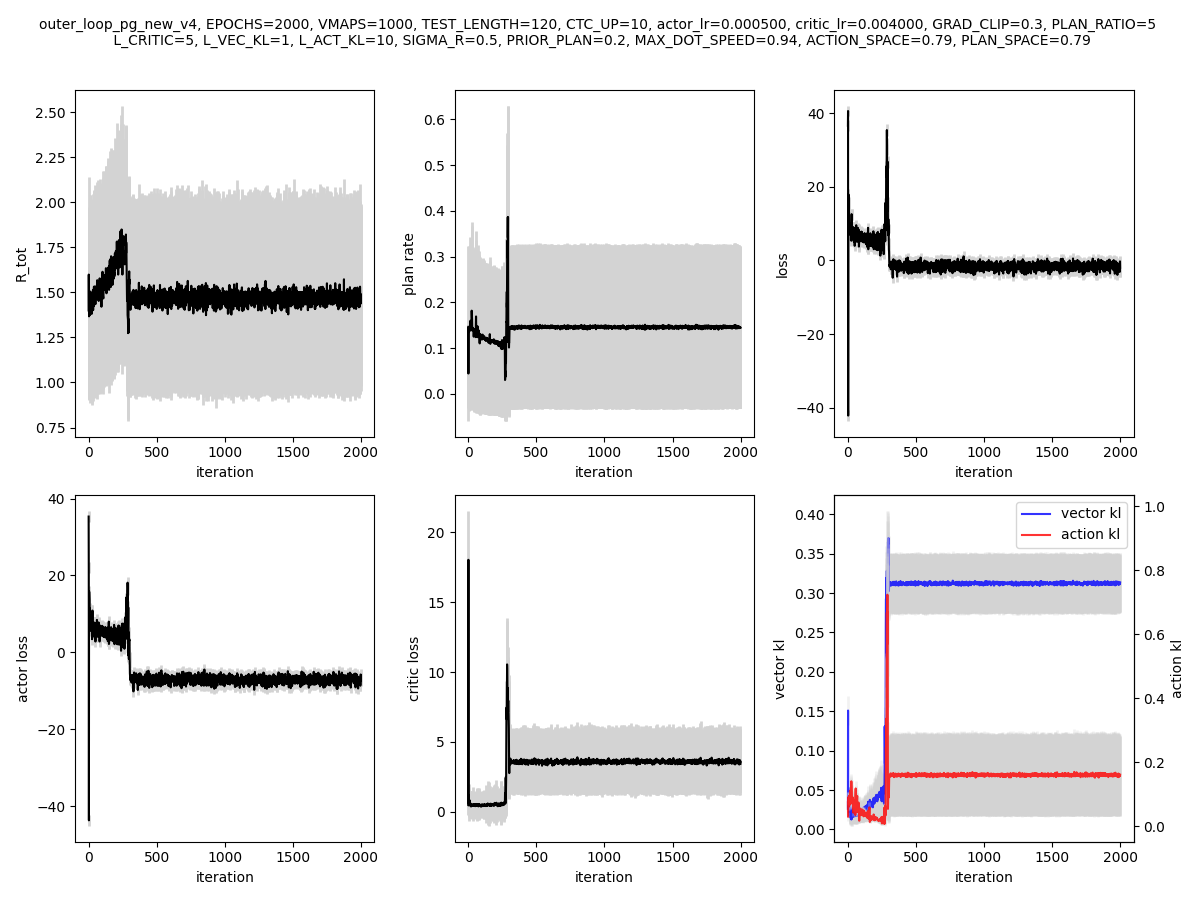 outer_loop_pg_new_v4, EPOCHS=2000, VMAPS=1000, TEST_LENGTH=120, CTC_UP=10, actor_lr=0.000500, critic_lr=0.004000, GRAD_CLIP=0.3, PLAN_RATIO=5
L_CRITIC=5, L_VEC_KL=1, L_ACT_KL=10, SIGMA_R=0.5, PRIOR_PLAN=0.2, MAX_DOT_SPEED=0.94, ACTION_SPACE=0.79, PLAN_SPACE=0.79
R_tot
2.50
2.25
2.00
1.75
1.50
1.25
1.00
0.75
0 500 1000 1500 2000
iteration
plan rate
0.6
0.5
0.4
0.3
0.2
0.1
0.0
0 500 1000 1500 2000
iteration
loss
40
20
0
−20
−40
0 500 1000 1500 2000
iteration
actor loss
40
20
0
−20
−40
0 500 1000 1500 2000
iteration
critic loss
20
15
10
5
0
0 500 1000 1500 2000
iteration
vector kl
0.40
0.35
0.30
0.25
0.20
0.15
0.10
0.05
0.00
vector kl
action kl
1.0
0.8
0.6
0.4
0.2
0.0
action kl
0 500 1000 1500 2000
iteration